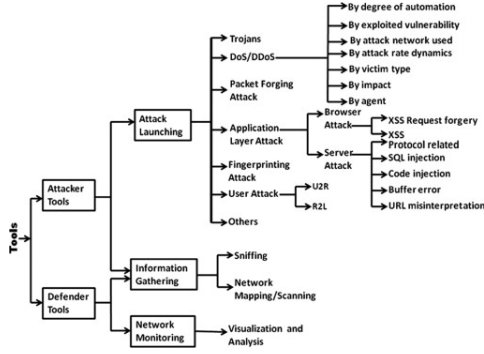 By degree of automation
By exploited vulnerability
By attack network used
By attack rate dynamics
By victim type
By impact
By agent
Trojans
DoS/DDoS
Packet Forging
Attack
Attack
Launching
Application
Layer Attack
Browser
Attack
XSS Request forgery
XSS
Server
Attack
Protocol related
SQL injection
Code injection
Buffer error
URL misinterpretation
Fingerprinting
Attack
User Attack
U2R
R2L
Others
Attacker
Tools
Tools
Defender
Tools
Information
Gathering
Sniffing
Network
Mapping/Scanning
Network
Monitoring
Visualization and
Analysis